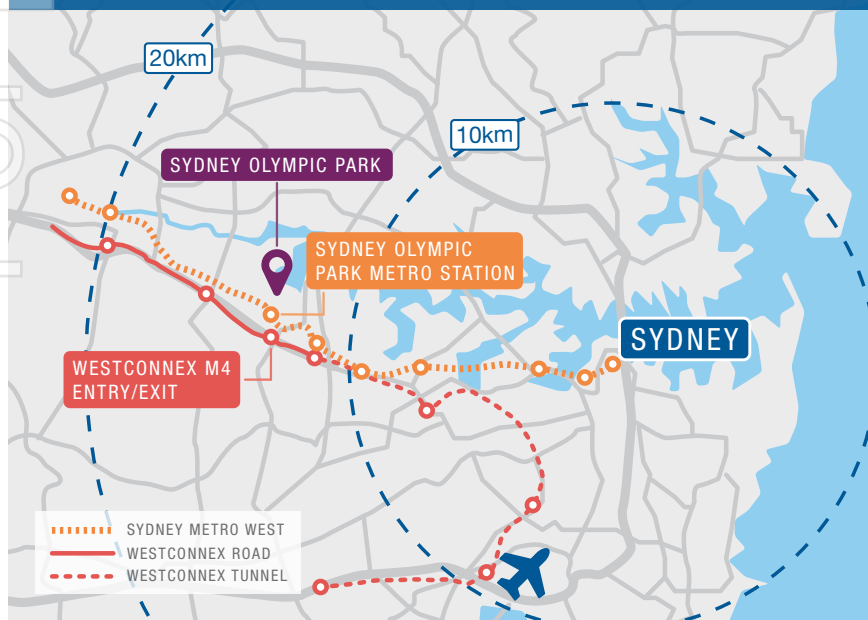 20km
10km
SYDNEY OLYMPIC PARK
SYDNEY OLYMPIC
PARK METRO STATION
SYDNEY
WESTCONNEX M4
ENTRY/EXIT
SYDNEY METRO WEST
WESTCONNEX ROAD
WESTCONNEX TUNNEL